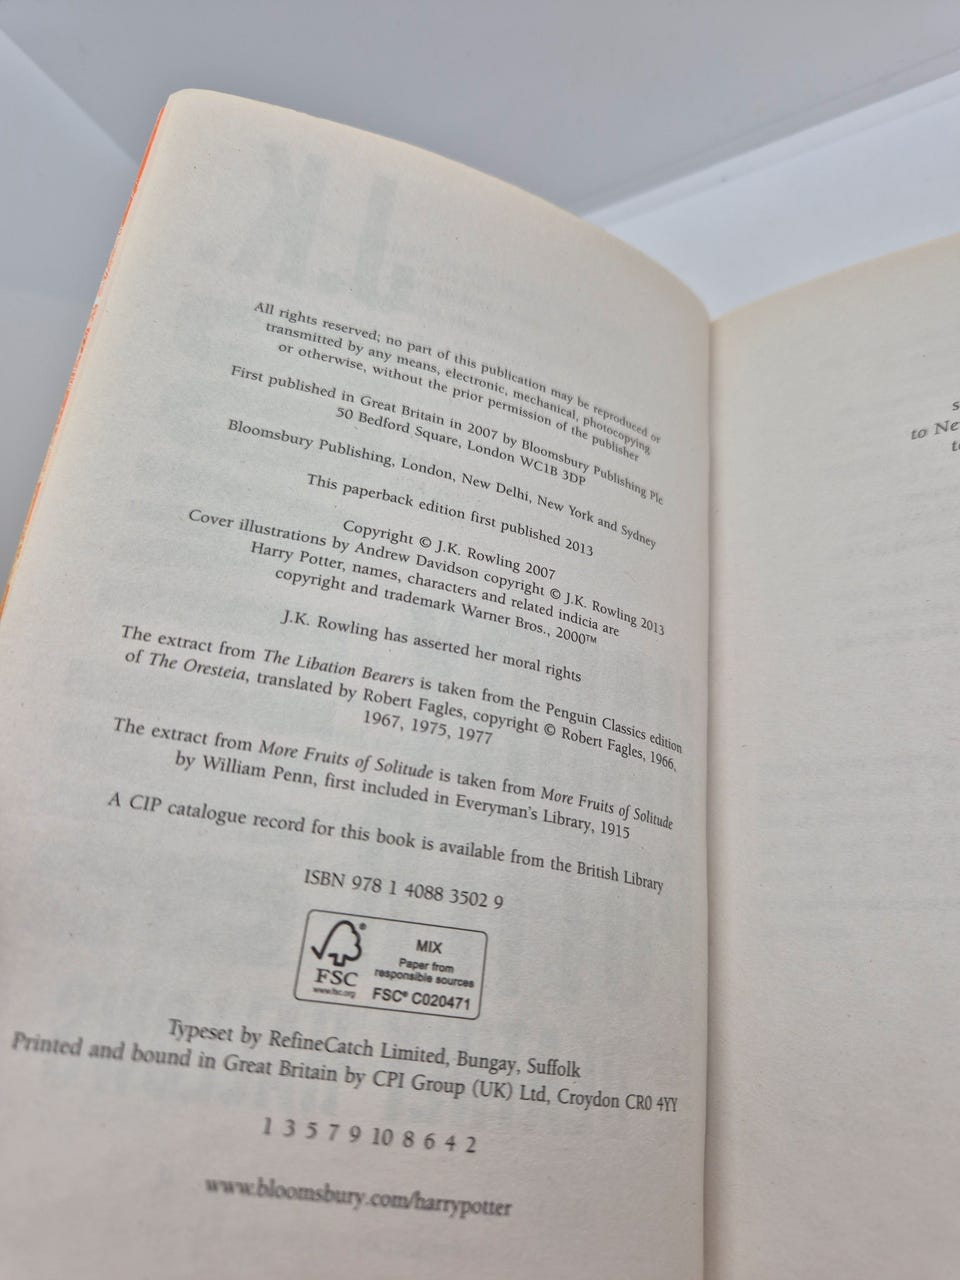 All rights reserved; no part of this publication may be reproduced or
transmitted by any means, electronic, mechanical, photocopying
or otherwise, without the prior permission of the publisher
First published in Great Britain in 2007 by Bloomsbury Publishing Plc
50 Bedford Square, London WC1B 3DP
Bloomsbury Publishing, London, New Delhi, New York and Sydney
This paperback edition first published 2013
Copyright © J.K. Rowling 2007
Cover illustrations by Andrew Davidson copyright © J.K. Rowling 2013
Harry Potter, names, characters and related indicia are
copyright and trademark Warner Bros., 2000™
J.K. Rowling has asserted her moral rights
The extract from The Libation Bearers is taken from the Penguin Classics edition
of The Oresteia, translated by Robert Fagles, copyright © Robert Fagles, 1966,
1967, 1975, 1977
The extract from More Fruits of Solitude is taken from More Fruits of Solitude
by William Penn, first included in Everyman's Library, 1915
A CIP catalogue record for this book is available from the British Library
ISBN 978 1 4088 3502 9
FSC®
www.fsc.org
MIX
Paper from
responsible sources
FSC® C020471
Typeset by RefineCatch Limited, Bungay, Suffolk
Printed and bound in Great Britain by CPI Group (UK) Ltd, Croydon CR0 4YY
1 3 5 7 9 10 8 6 4 2
www.bloomsbury.com/harrypotter
to